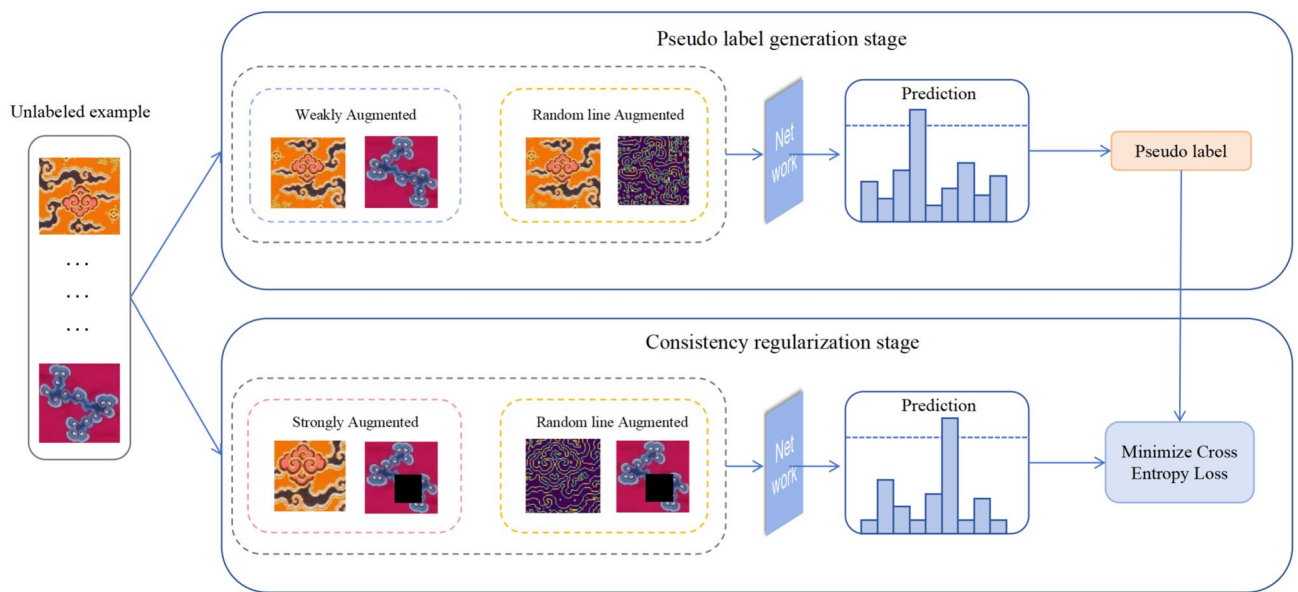 Pseudo label generation stage
Unlabeled example
Weakly Augmented
Random line Augmented
Net
work
Prediction
Pseudo label
...
...
...
Consistency regularization stage
Strongly Augmented
Random line Augmented
Net
work
Prediction
Minimize Cross
Entropy Loss